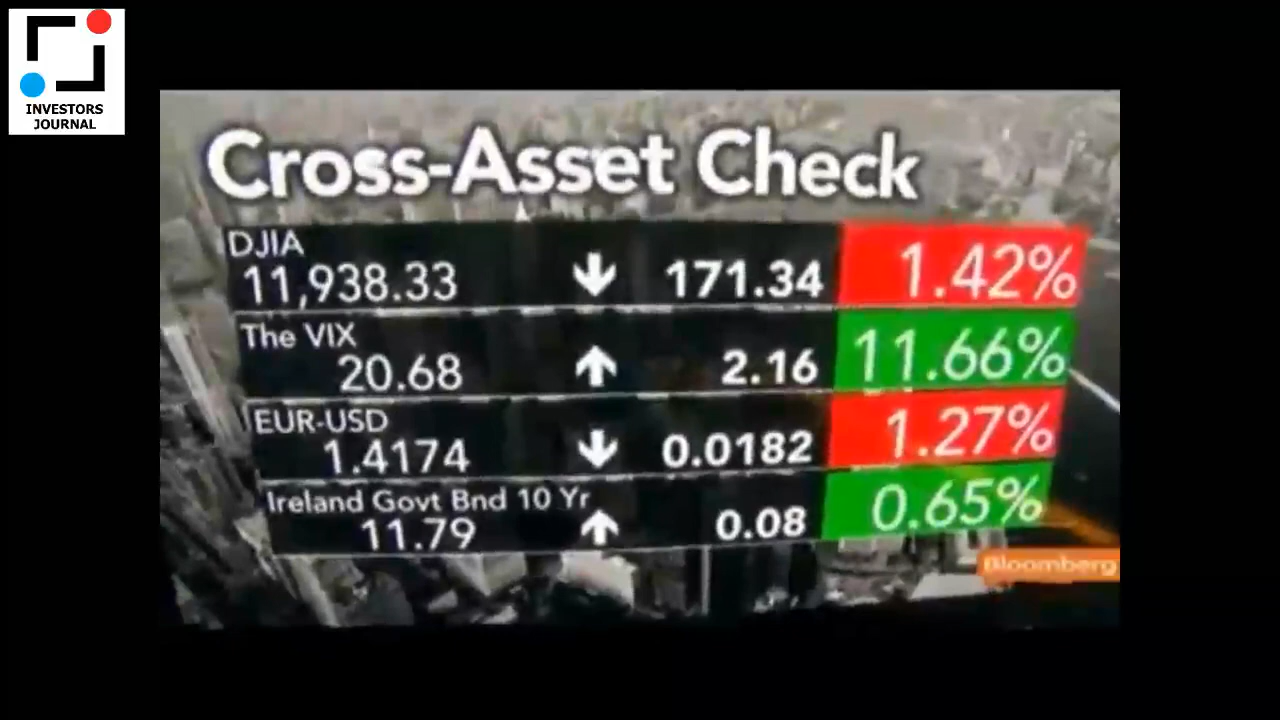 INVESTORS
JOURNAL
Cross-Asset Check
DJIA
11,938.33 ↓ 171.34 1.42%
The VIX
20.68 ↑ 2.16 11.66%
EUR-USD
1.4174 ↓ 0.0182 1.27%
Ireland Govt Bnd 10 Yr
11.79 ↑ 0.08 0.65%
Bloomberg